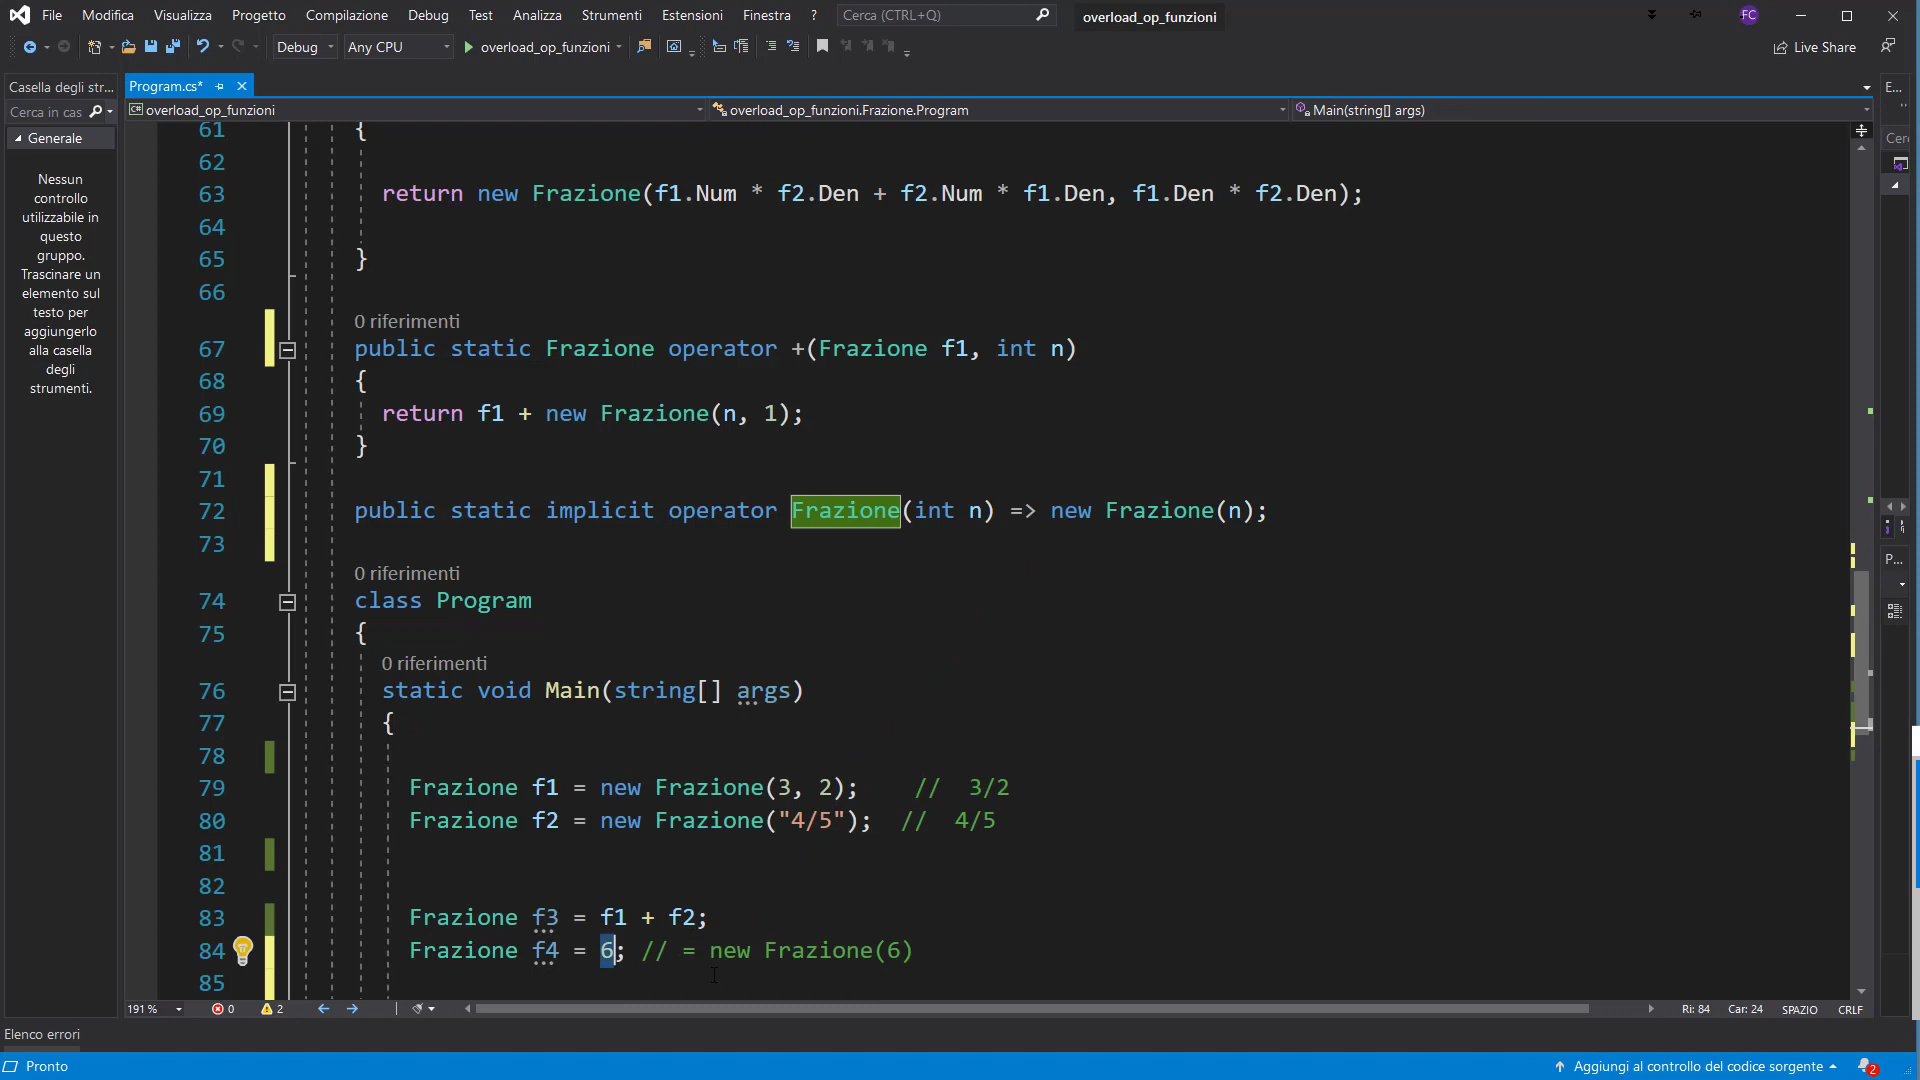 File Modifica Visualizza Progetto Compilazione Debug Test Analizza Strumenti Estensioni Finestra ? Cerca (CTRL+Q) overload_op_funzioni FC
Debug Any CPU overload_op_funzioni Live Share
Casella degli str... Program.cs* E...
Cerca in cas overload_op_funzioni overload_op_funzioni.Frazione.Program Main(string[] args)
Generale Cer
Nessun
controllo
utilizzabile in
questo
gruppo.
Trascinare un
elemento sul
testo per
aggiungerlo
alla casella
degli
strumenti.
61 {
62
63 return new Frazione(f1.Num * f2.Den + f2.Num * f1.Den, f1.Den * f2.Den);
64
65 }
66
0 riferimenti
67 public static Frazione operator +(Frazione f1, int n)
68 {
69 return f1 + new Frazione(n, 1);
70 }
71
72 public static implicit operator Frazione(int n) => new Frazione(n);
73
P...
0 riferimenti
74 class Program
75 {
0 riferimenti
76 static void Main(string[] args)
77 {
78
79 Frazione f1 = new Frazione(3, 2); // 3/2
80 Frazione f2 = new Frazione("4/5"); // 4/5
81
82
83 Frazione f3 = f1 + f2;
84 Frazione f4 = 6; // = new Frazione(6)
85
191 % 0 2 Ri: 84 Car: 24 SPAZIO CRLF
Elenco errori
Pronto Aggiungi al controllo del codice sorgente 2